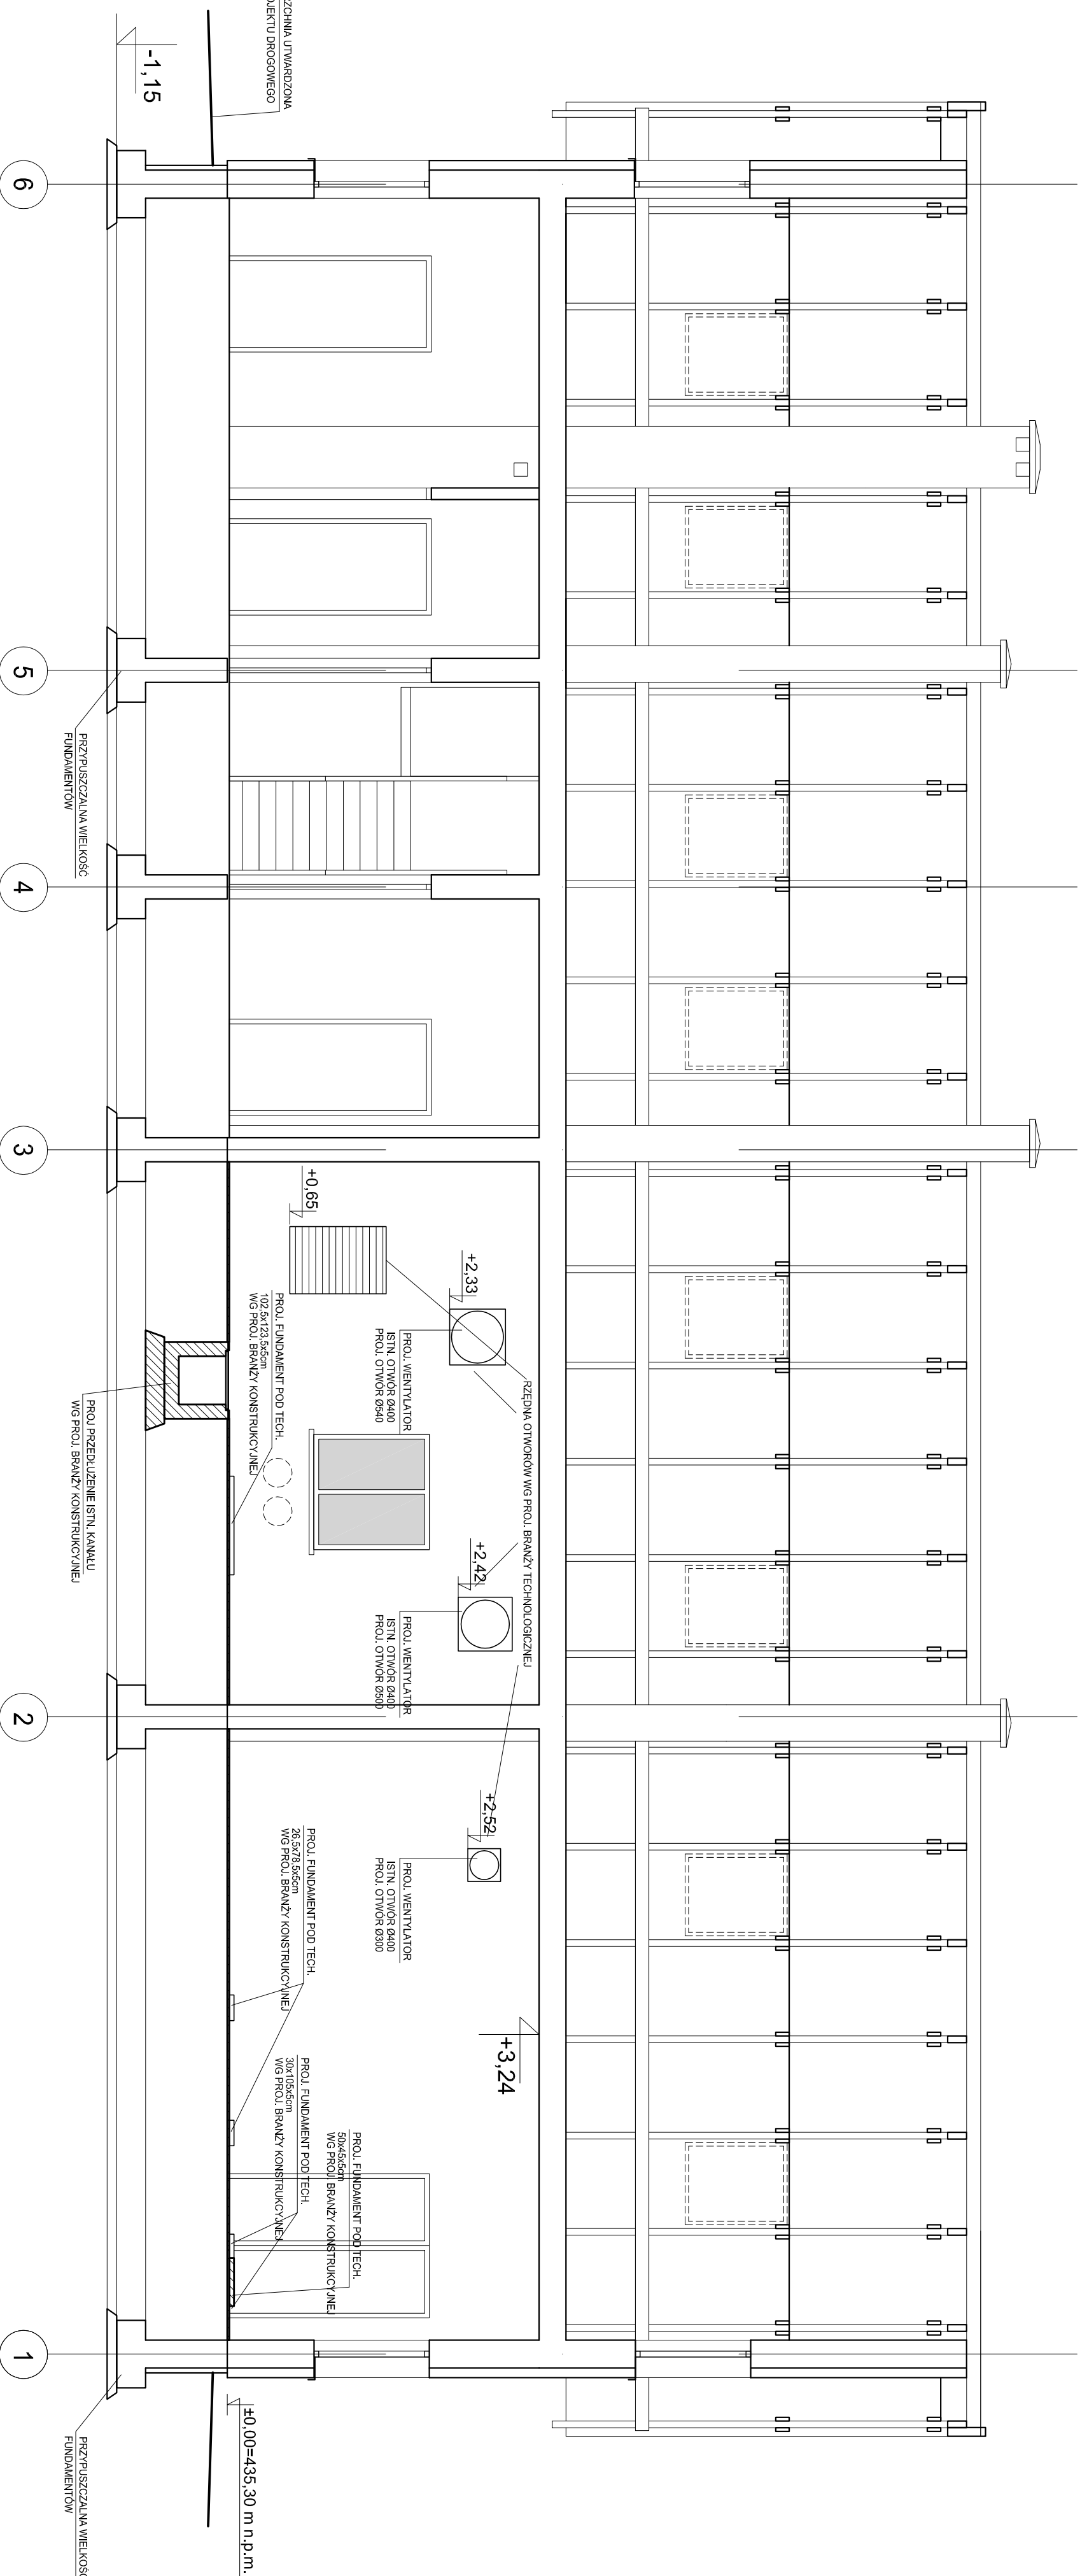 ZCHNIA UTWARDZONA
OJEKTU DROGOWEGO
-1,15
6
5
4
3
2
1
PRZYPUSZCZALNA WIELKOŚĆ
FUNDAMENTÓW
+0,65
+2,33
PROJ. FUNDAMENT POD TECH.
102,5x123,5x5cm
WG PROJ. BRANŻY KONSTRUKCYJNEJ
PROJ. WENTYLATOR
ISTN. OTWÓR Ø400
PROJ. OTWÓR Ø540
RZĘDNA OTWORÓW WG PROJ. BRANŻY TECHNOLOGICZNEJ
PROJ PRZEDŁUŻENIE ISTN. KANAŁU
WG PROJ. BRANŻY KONSTRUKCYJNEJ
+2,42
PROJ. WENTYLATOR
ISTN. OTWÓR Ø400
PROJ. OTWÓR Ø500
+2,52
PROJ. WENTYLATOR
ISTN. OTWÓR Ø400
PROJ. OTWÓR Ø300
PROJ. FUNDAMENT POD TECH.
26,5x78,5x5cm
WG PROJ. BRANŻY KONSTRUKCYJNEJ
+3,24
PROJ. FUNDAMENT POD TECH.
30x105x5cm
WG PROJ. BRANŻY KONSTRUKCYJNEJ
PROJ. FUNDAMENT POD TECH.
50x45x5cm
WG PROJ. BRANŻY KONSTRUKCYJNEJ
±0,00=435,30 m n.p.m.
PRZYPUSZCZALNA WIELKOŚĆ
FUNDAMENTÓW